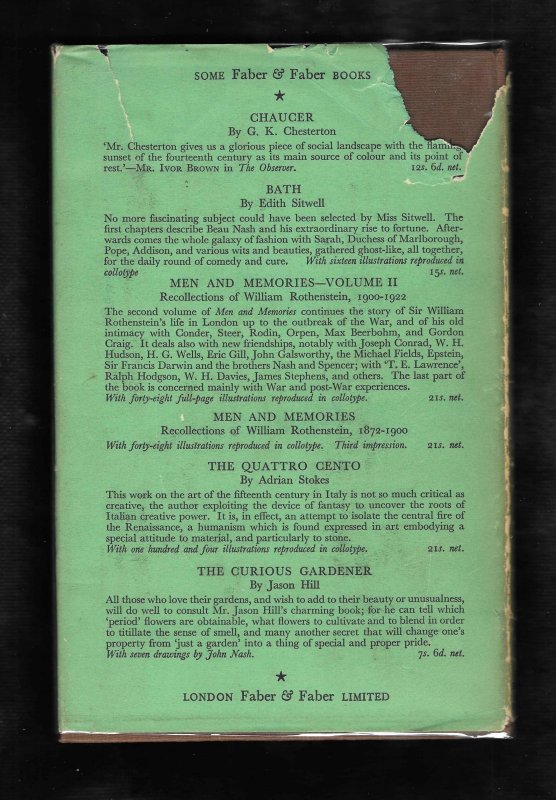 SOME Faber & Faber BOOKS
★
CHAUCER
By G. K. Chesterton
'Mr. Chesterton gives us a glorious piece of social landscape with the flaming
sunset of the fourteenth century as its main source of colour and its point of
rest.'—MR. IVOR BROWN in The Observer. 12s. 6d. net.
BATH
By Edith Sitwell
No more fascinating subject could have been selected by Miss Sitwell. The
first chapters describe Beau Nash and his extraordinary rise to fortune. After-
wards comes the whole galaxy of fashion with Sarah, Duchess of Marlborough,
Pope, Addison, and various wits and beauties, gathered ghost-like, all together,
for the daily round of comedy and cure. With sixteen illustrations reproduced in
collotype 15s. net.
MEN AND MEMORIES—VOLUME II
Recollections of William Rothenstein, 1900-1922
The second volume of Men and Memories continues the story of Sir William
Rothenstein's life in London up to the outbreak of the War, and of his old
intimacy with Conder, Steer, Rodin, Orpen, Max Beerbohm, and Gordon
Craig. It deals also with new friendships, notably with Joseph Conrad, W. H.
Hudson, H. G. Wells, Eric Gill, John Galsworthy, the Michael Fields, Epstein,
Sir Francis Darwin and the brothers Nash and Spencer; with 'T. E. Lawrence',
Ralph Hodgson, W. H. Davies, James Stephens, and others. The last part of
the book is concerned mainly with War and post-War experiences.
With forty-eight full-page illustrations reproduced in collotype. 21s. net.
MEN AND MEMORIES
Recollections of William Rothenstein, 1872-1900
With forty-eight illustrations reproduced in collotype. Third impression. 21s. net.
THE QUATTRO CENTO
By Adrian Stokes
This work on the art of the fifteenth century in Italy is not so much critical as
creative, the author exploiting the device of fantasy to uncover the roots of
Italian creative power. It is, in effect, an attempt to isolate the central fire of
the Renaissance, a humanism which is found expressed in art embodying a
special attitude to material, and particularly to stone.
With one hundred and four illustrations reproduced in collotype. 21s. net.
THE CURIOUS GARDENER
By Jason Hill
All those who love their gardens, and wish to add to their beauty or unusualness,
will do well to consult Mr. Jason Hill's charming book; for he can tell which
'period' flowers are obtainable, what flowers to cultivate and to blend in order
to titillate the sense of smell, and many another secret that will change one's
property from 'just a garden' into a thing of special and proper pride.
With seven drawings by John Nash. 7s. 6d. net.
★
LONDON Faber & Faber LIMITED